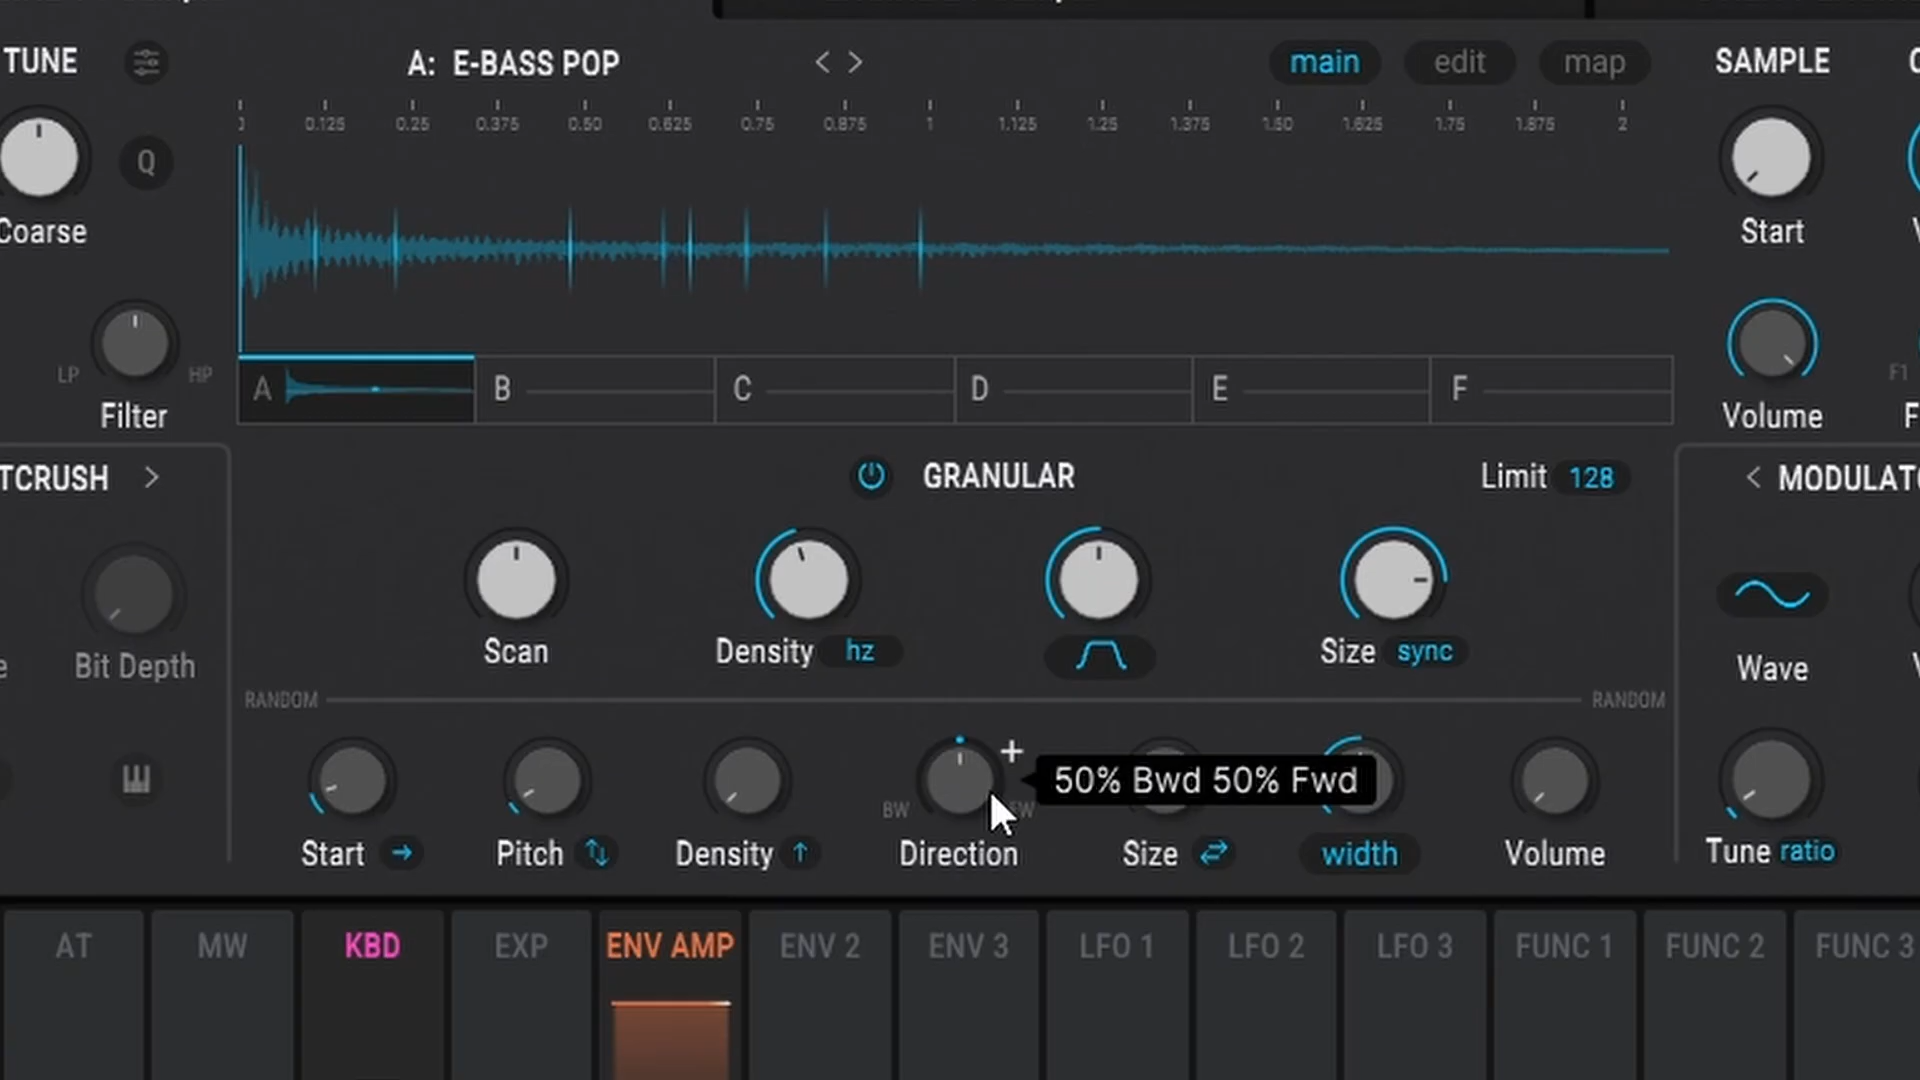 TUNE
A: E-BASS POP
< >
main
edit
map
SAMPLE
0.125 0.25 0.375 0.50 0.625 0.75 0.875 1 1.125 1.25 1.375 1.50 1.625 1.75 1.875 2
Q
Coarse
Start
LP
HP
Filter
A
B
C
D
E
F
F1
Volume
TCRUSH >
GRANULAR
Limit 128
< MODULATO
Bit Depth
Scan
Density hz
Size sync
Wave
RANDOM
RANDOM
+
50% Bwd 50% Fwd
BW
Start
Pitch
Density
Direction
Size
width
Volume
Tune ratio
AT
MW
KBD
EXP
ENV AMP
ENV 2
ENV 3
LFO 1
LFO 2
LFO 3
FUNC 1
FUNC 2
FUNC 3